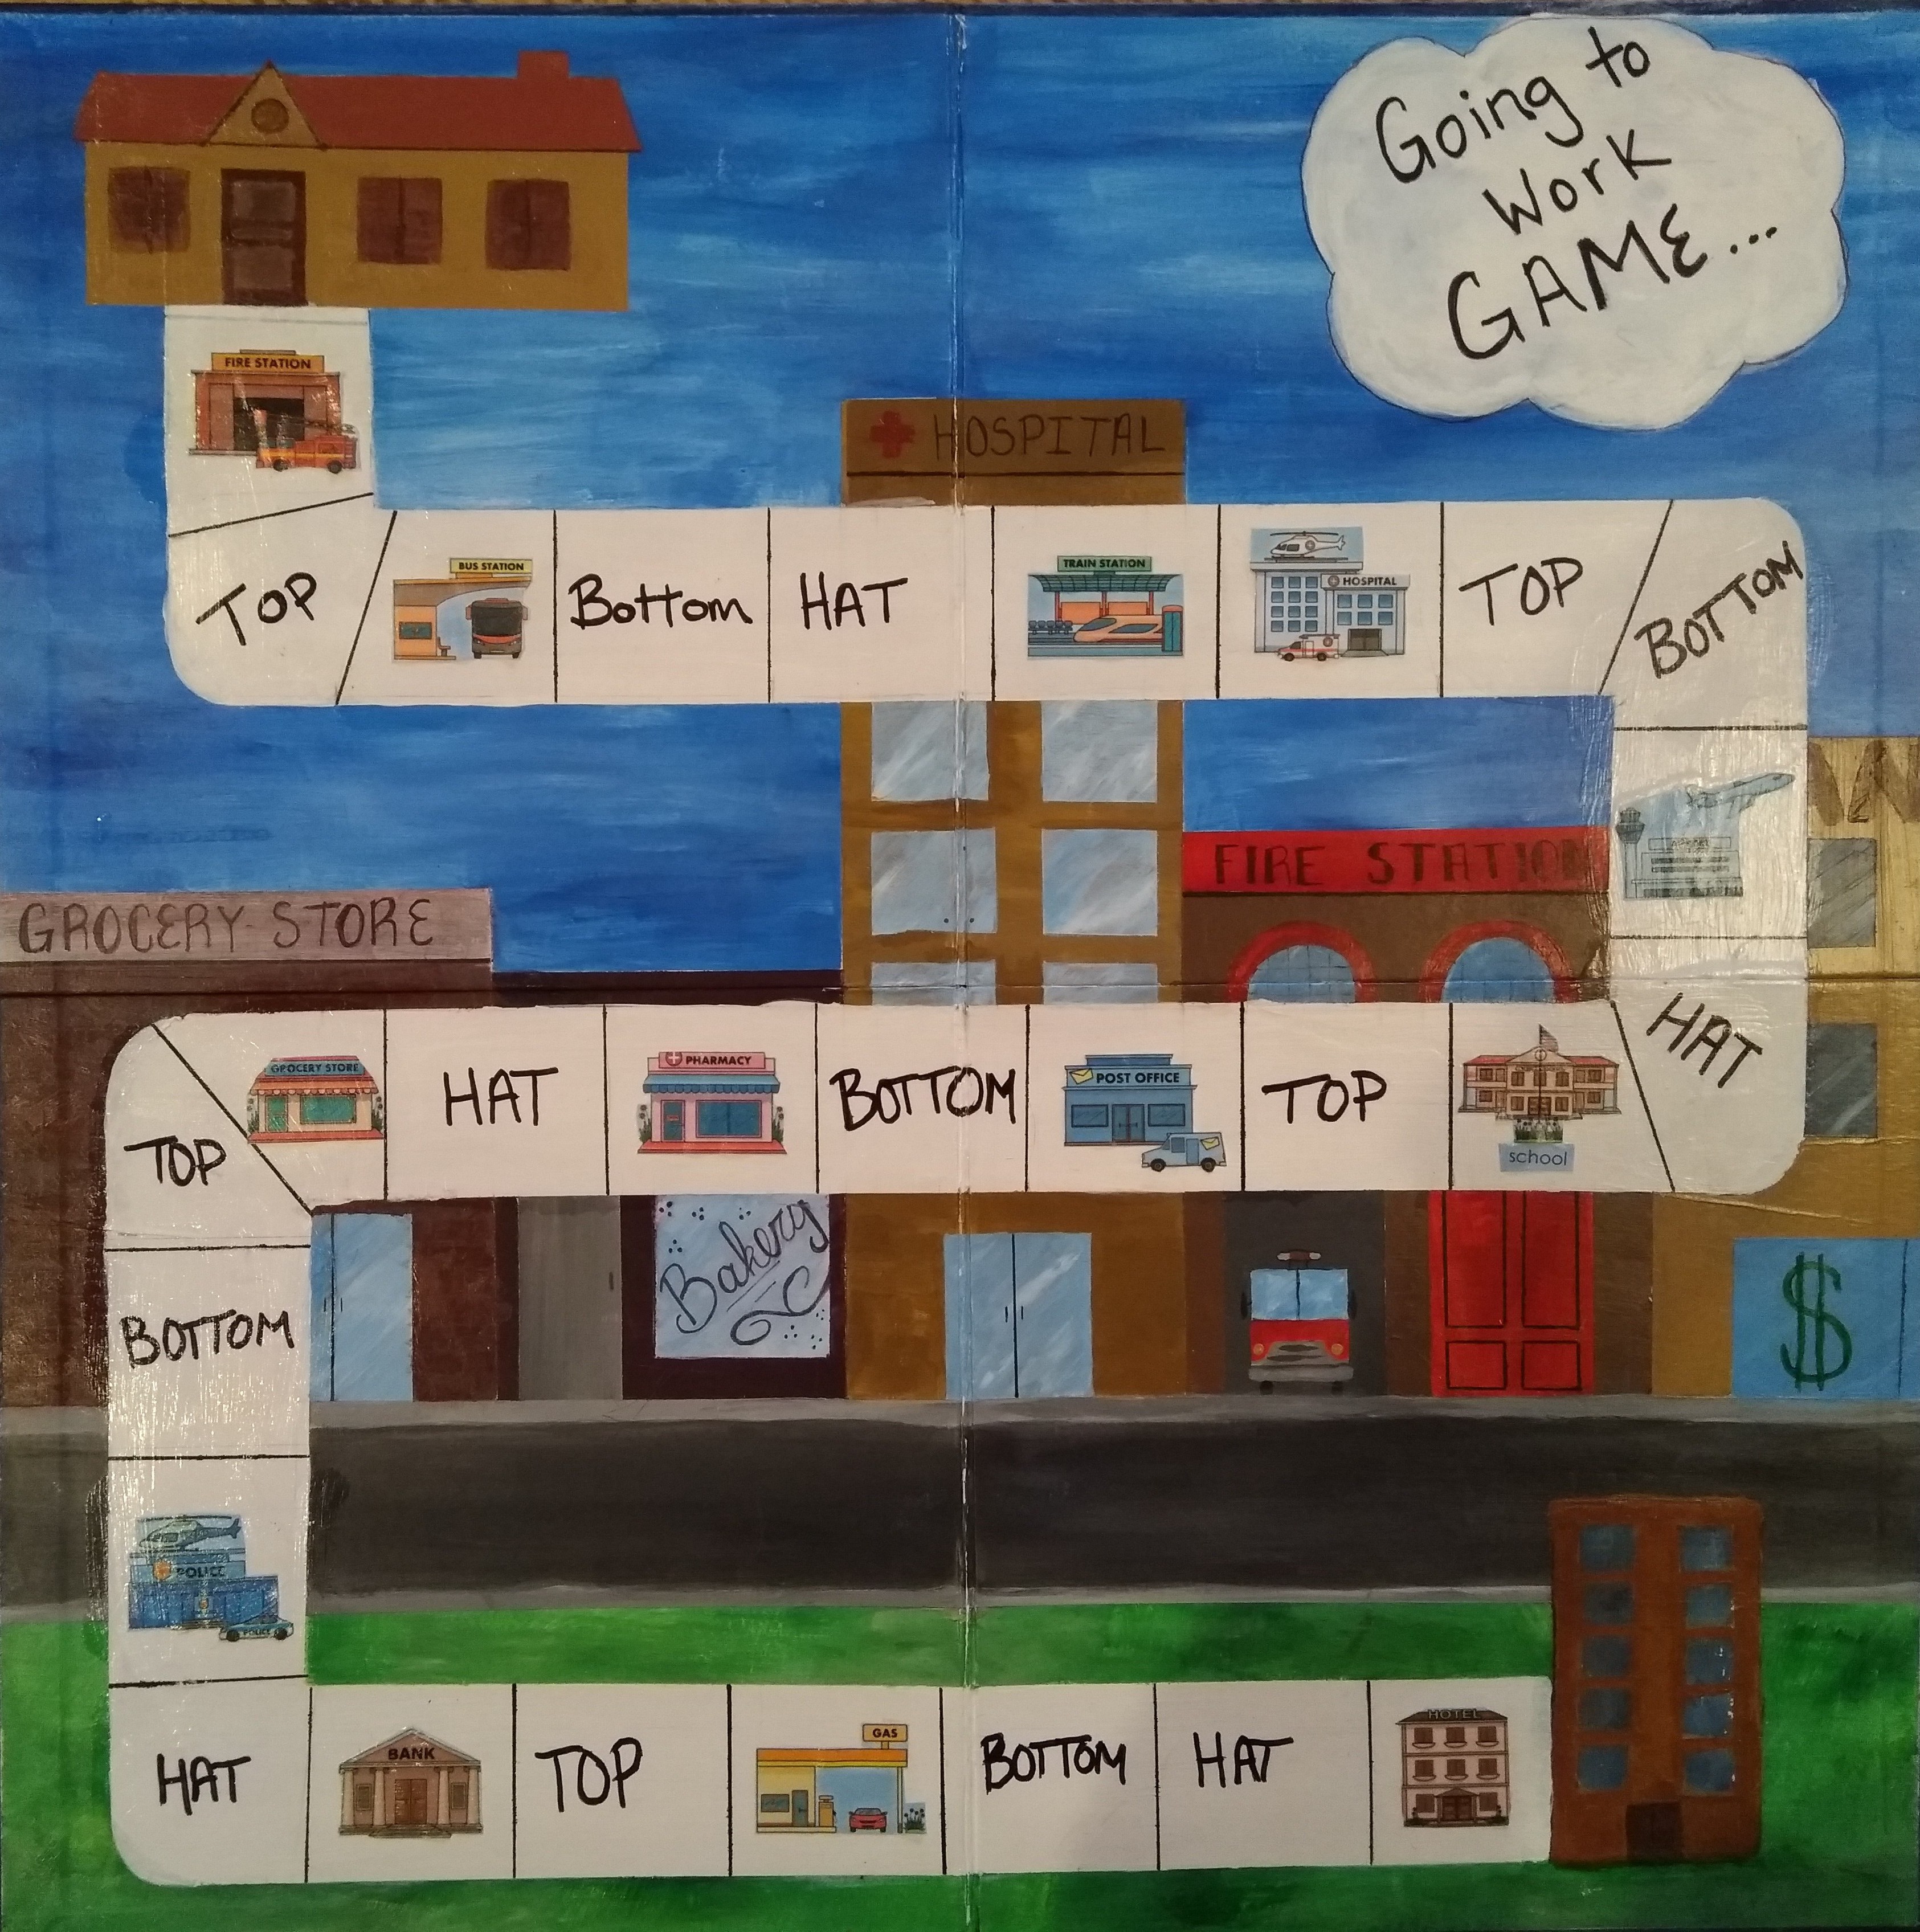 Going to
Work
GAME...
FIRE STATION
HOSPITAL
TOP
BUS STATION
Bottom
HAT
TRAIN STATION
HOSPITAL
TOP
BOTTOM
FIRE STATION
GROCERY STORE
HAT
school
TOP
POST OFFICE
BOTTOM
PHARMACY
HAT
GROCERY STORE
TOP
Bakery
$
BOTTOM
POLICE
POLICE
HAT
BANK
TOP
GAS
BOTTOM
HAT
HOTEL